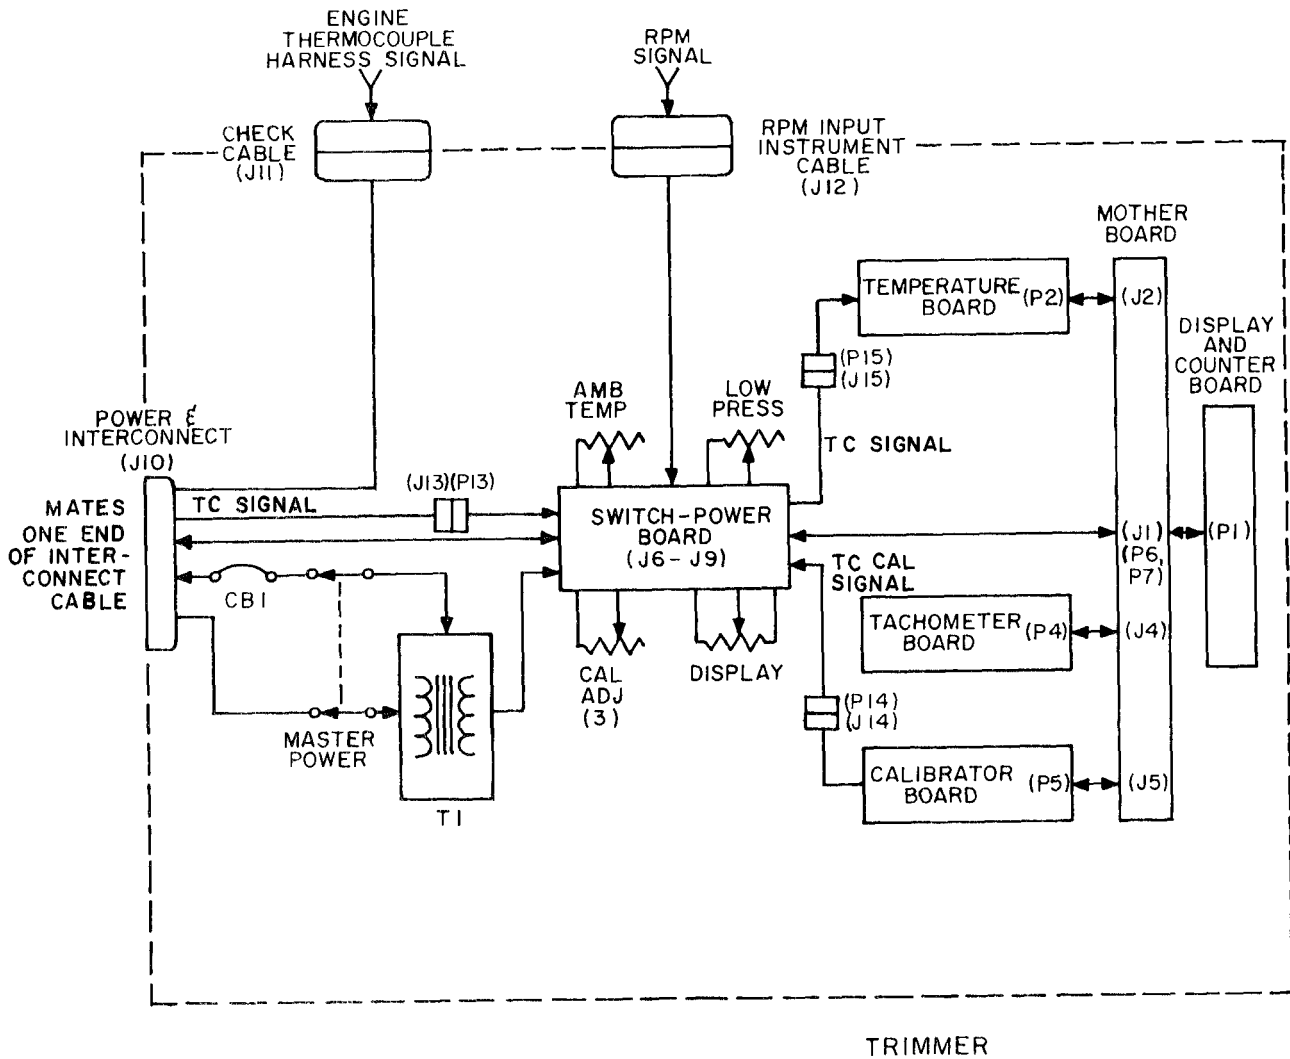 ENGINE
THERMOCOUPLE
HARNESS SIGNAL
RPM
SIGNAL
CHECK
CABLE
(J11)
RPM INPUT
INSTRUMENT
CABLE
(J12)
MOTHER
BOARD
TEMPERATURE
BOARD
(P2)
(J2)
DISPLAY
AND
COUNTER
BOARD
(P15)
(J15)
AMB
TEMP
LOW
PRESS
POWER &
INTERCONNECT
(J10)
TC SIGNAL
(J13)(P13)
TC SIGNAL
MATES
ONE END
OF INTER-
CONNECT
CABLE
SWITCH-POWER
BOARD
(J6-J9)
(J1)
(P6,
P7)
(P1)
TC CAL
SIGNAL
CB1
TACHOMETER
BOARD
(P4)
(J4)
CAL
ADJ
(3)
DISPLAY
(P14)
(J14)
MASTER
POWER
CALIBRATOR
BOARD
(P5)
(J5)
T1
TRIMMER